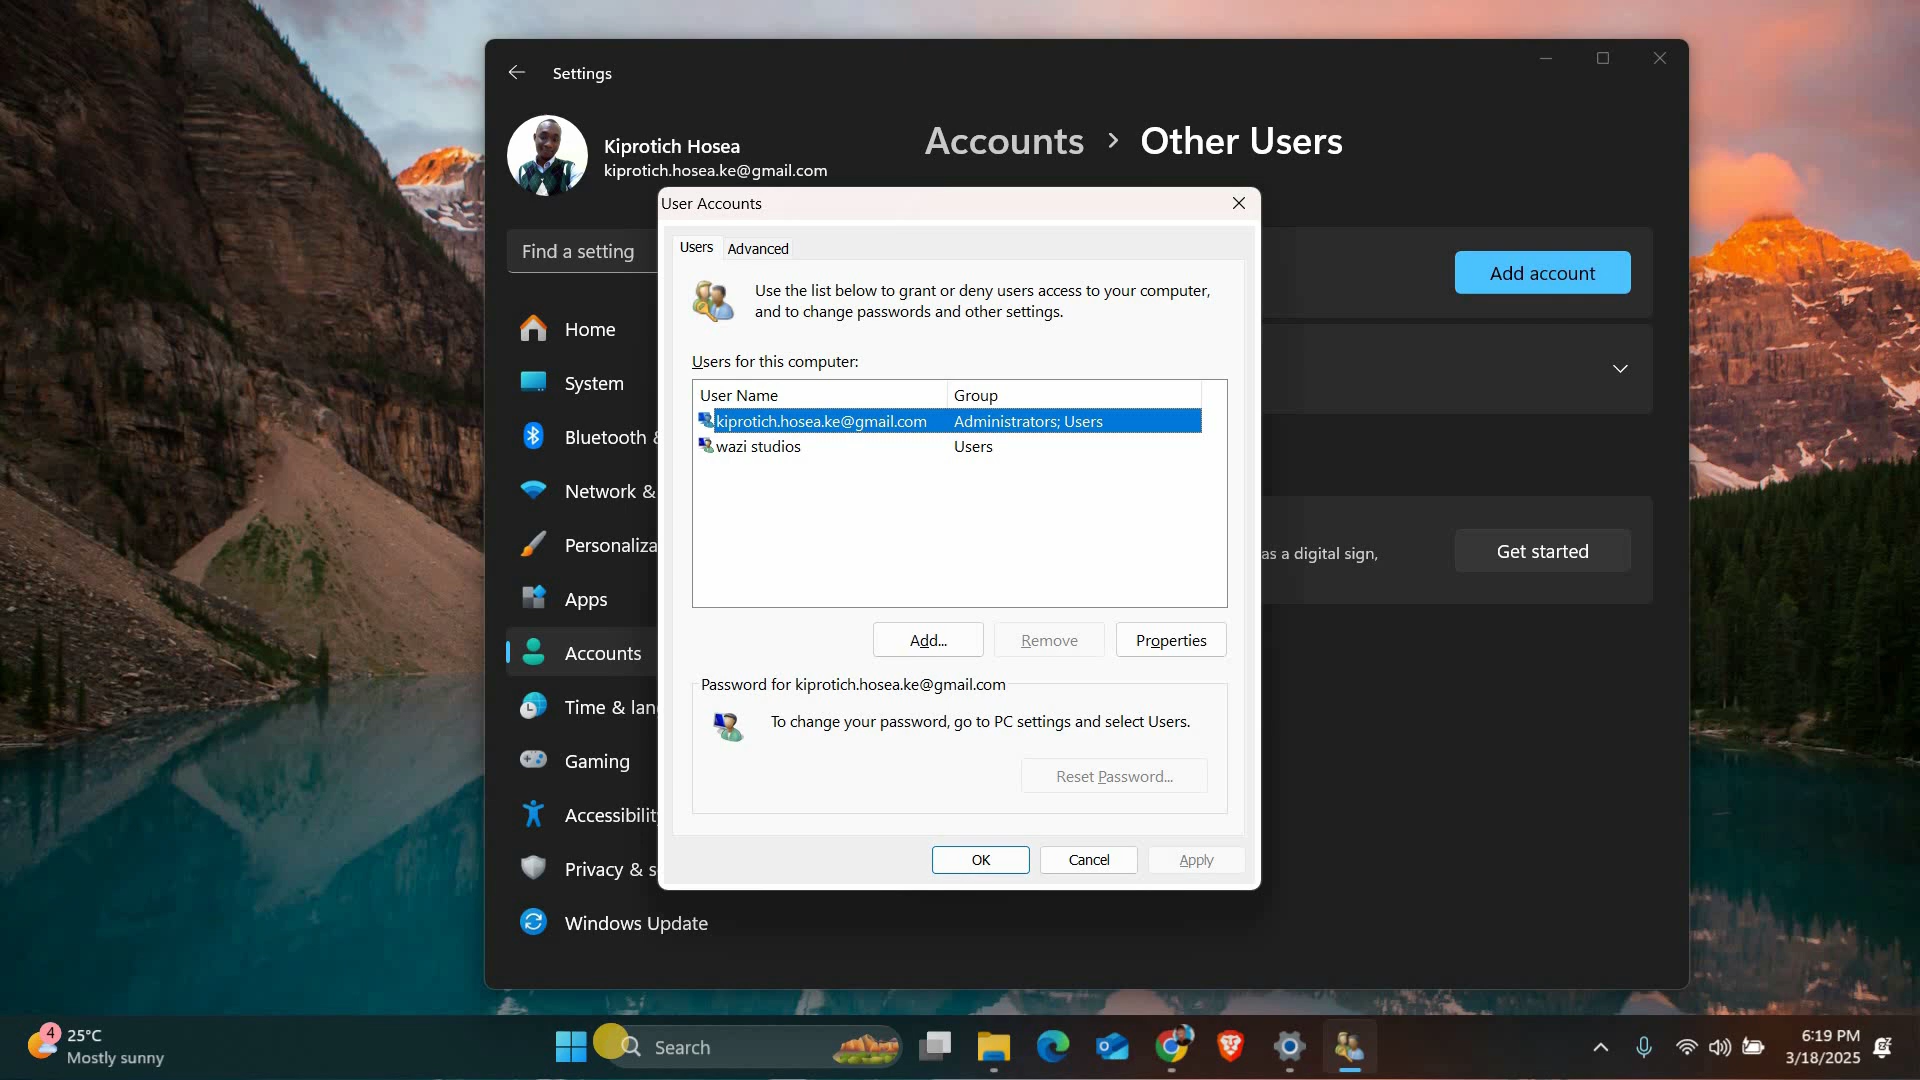 Settings
Kiprotich Hosea
kiprotich.hosea.ke@gmail.com
Accounts > Other Users
Find a setting
Add account
Home
System
Bluetooth &
Network &
Personaliza
Apps
Accounts
Time & lan
Gaming
Accessibilit
Privacy & s
Windows Update
as a digital sign,
Get started
User Accounts
Users
Advanced
Use the list below to grant or deny users access to your computer,
and to change passwords and other settings.
Users for this computer:
User Name Group
kiprotich.hosea.ke@gmail.com Administrators; Users
wazi studios Users
Add... Remove Properties
Password for kiprotich.hosea.ke@gmail.com
To change your password, go to PC settings and select Users.
Reset Password...
OK Cancel Apply
4
25°C
Mostly sunny
Search
6:19 PM
3/18/2025